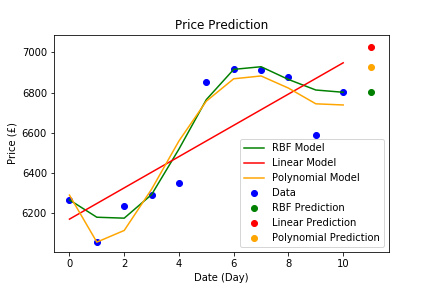 Price Prediction
7000
6800
6600
6400
6200
Price (£)
RBF Model
Linear Model
Polynomial Model
Data
RBF Prediction
Linear Prediction
Polynomial Prediction
0 2 4 6 8 10
Date (Day)